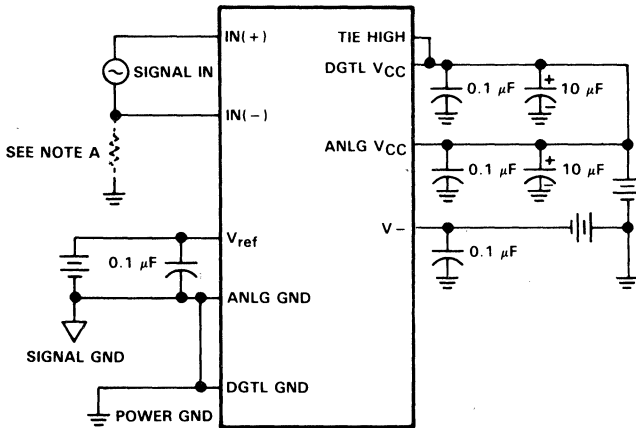 IN(+)
TIE HIGH
SIGNAL IN
DGTL VCC
0.1 μF
+
10 μF
−
IN(−)
SEE NOTE A
ANLG VCC
0.1 μF
+
10 μF
−
Vref
V−
0.1 μF
0.1 μF
ANLG GND
SIGNAL GND
DGTL GND
POWER GND